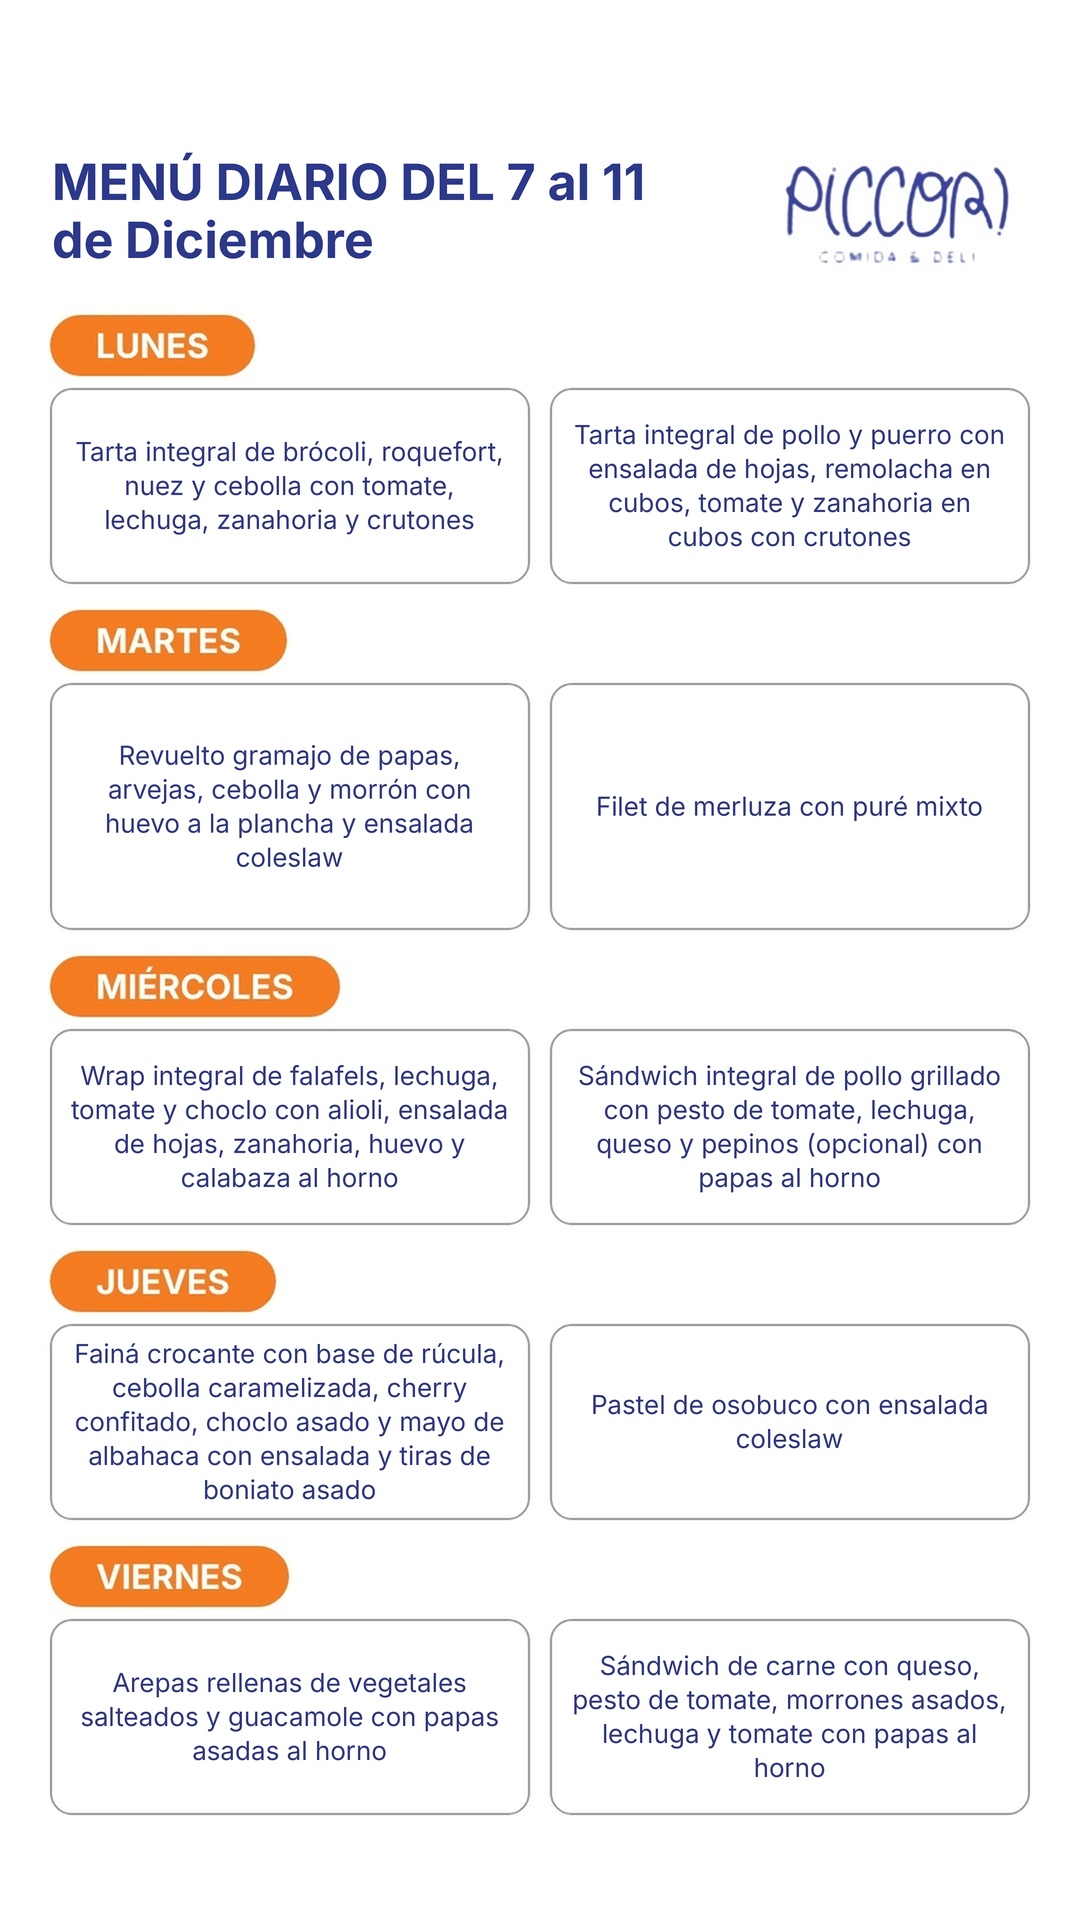 MENÚ DIARIO DEL 7 al 11
de Diciembre
PICCOR!
COMIDA & DELI
LUNES
Tarta integral de brócoli, roquefort,
nuez y cebolla con tomate,
lechuga, zanahoria y crutones
Tarta integral de pollo y puerro con
ensalada de hojas, remolacha en
cubos, tomate y zanahoria en
cubos con crutones
MARTES
Revuelto gramajo de papas,
arvejas, cebolla y morrón con
huevo a la plancha y ensalada
coleslaw
Filet de merluza con puré mixto
MIÉRCOLES
Wrap integral de falafels, lechuga,
tomate y choclo con alioli, ensalada
de hojas, zanahoria, huevo y
calabaza al horno
Sándwich integral de pollo grillado
con pesto de tomate, lechuga,
queso y pepinos (opcional) con
papas al horno
JUEVES
Fainá crocante con base de rúcula,
cebolla caramelizada, cherry
confitado, choclo asado y mayo de
albahaca con ensalada y tiras de
boniato asado
Pastel de osobuco con ensalada
coleslaw
VIERNES
Arepas rellenas de vegetales
salteados y guacamole con papas
asadas al horno
Sándwich de carne con queso,
pesto de tomate, morrones asados,
lechuga y tomate con papas al
horno